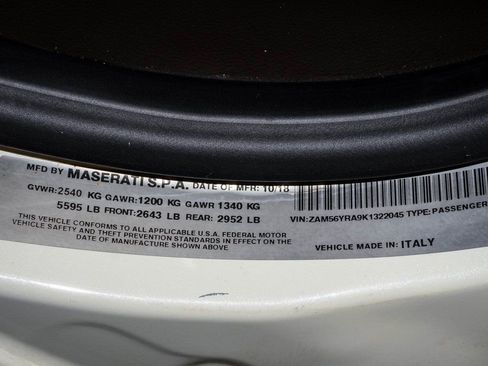 MFD BY MASERATI S.P.A. DATE OF MFR: 10/18
GVWR: 2540 KG GAWR: 1200 KG GAWR: 1340 KG
5595 LB FRONT: 2643 LB REAR: 2952 LB
THIS VEHICLE CONFORMS TO ALL APPLICABLE U.S.A. FEDERAL MOTOR
VEHICLE SAFETY AND THEFT PREVENTION STANDARDS IN EFFECT ON
THE DATE OF MANUFACTURE SHOWN ABOVE
VIN: ZAM56YRA9K1322045 TYPE: PASSENGER
VEHICLE MADE IN: ITALY